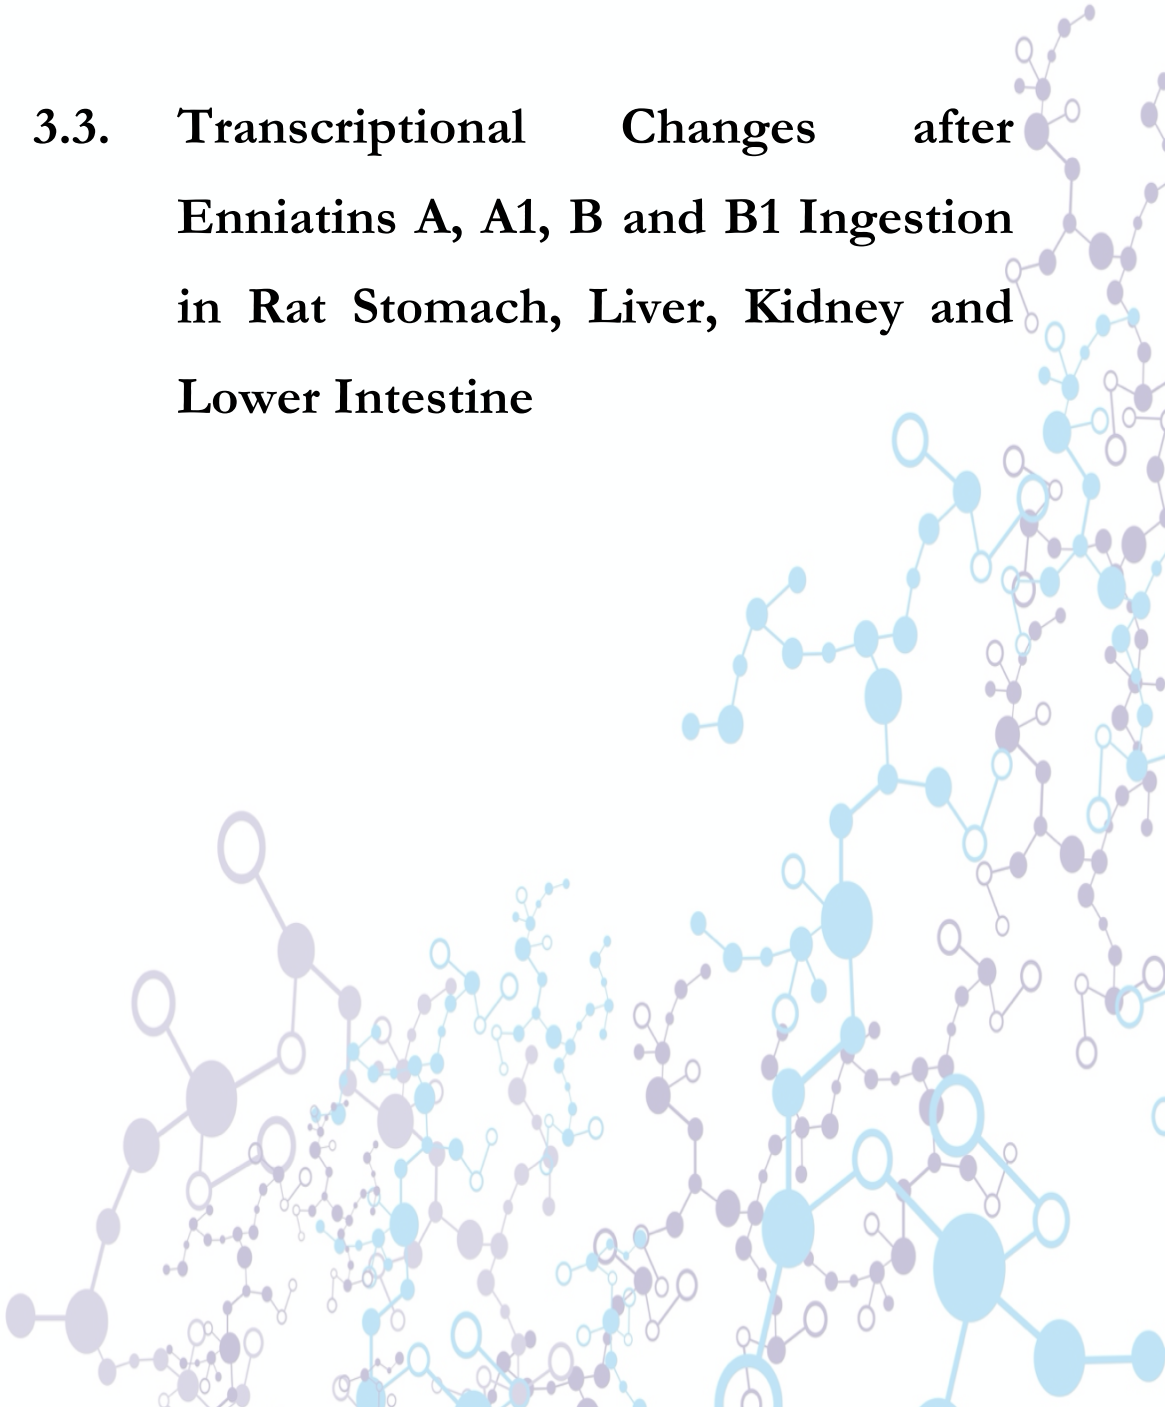 3.3. Transcriptional Changes after
Enniatins A, A1, B and B1 Ingestion
in Rat Stomach, Liver, Kidney and
Lower Intestine